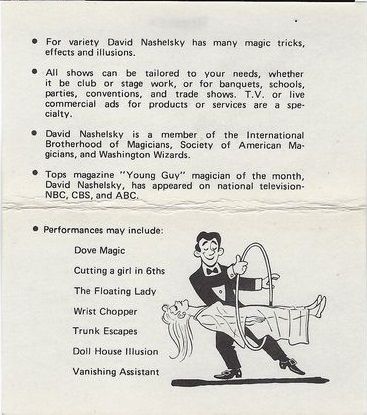 • For variety David Nashelsky has many magic tricks,
effects and illusions.
• All shows can be tailored to your needs, whether
it be club or stage work, or for banquets, schools,
parties, conventions, and trade shows. T.V. or live
commercial ads for products or services are a spe-
cialty.
• David Nashelsky is a member of the International
Brotherhood of Magicians, Society of American Ma-
gicians, and Washington Wizards.
• Tops magazine "Young Guy" magician of the month,
David Nashelsky, has appeared on national television-
NBC, CBS, and ABC.
• Performances may include:
Dove Magic
Cutting a girl in 6ths
The Floating Lady
Wrist Chopper
Trunk Escapes
Doll House Illusion
Vanishing Assistant